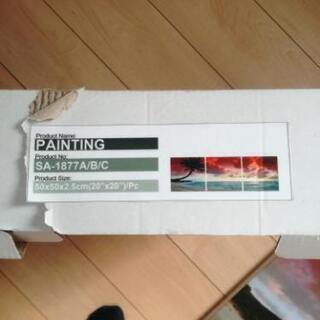 Product Name:
PAINTING
Product No:
SA-1877A/B/C
Product Size:
50x50x2.5cm(20"x20")/Pc